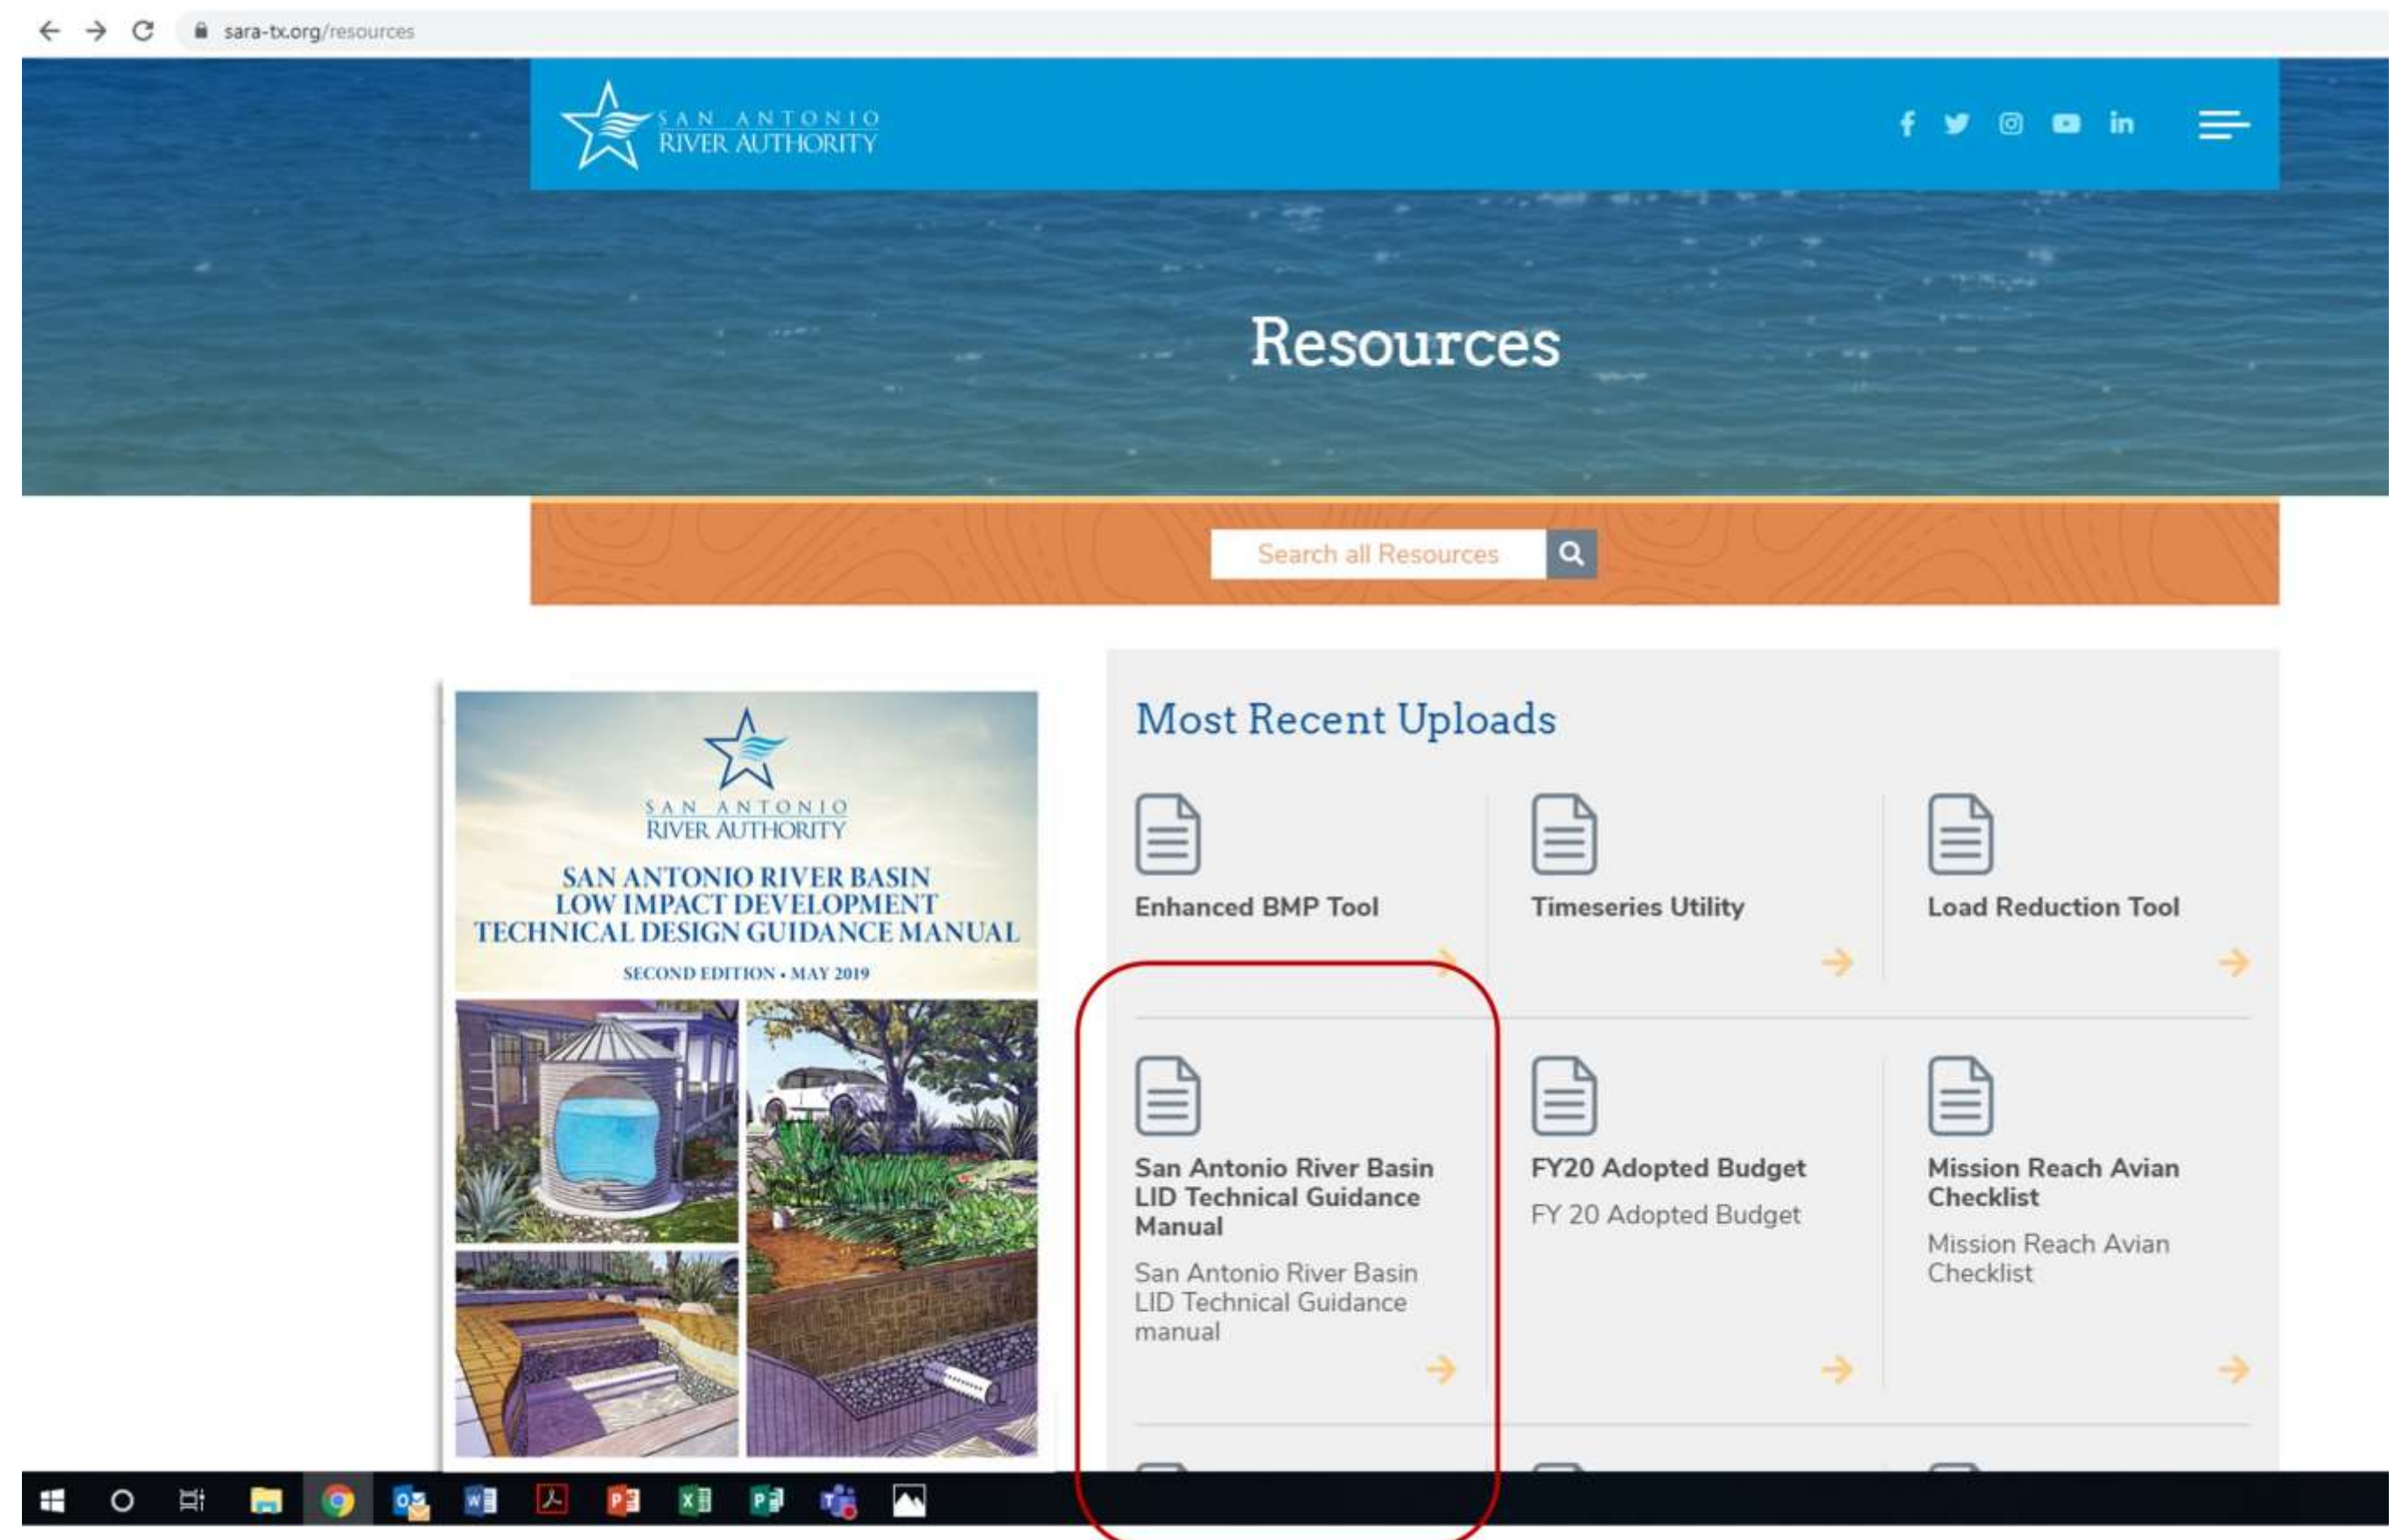 sara-tx.org/resources
SAN ANTONIO
RIVER AUTHORITY
Resources
Search all Resources
SAN ANTONIO
RIVER AUTHORITY
SAN ANTONIO RIVER BASIN
LOW IMPACT DEVELOPMENT
TECHNICAL DESIGN GUIDANCE MANUAL
SECOND EDITION • MAY 2019
Most Recent Uploads
Enhanced BMP Tool
Timeseries Utility
Load Reduction Tool
San Antonio River Basin
LID Technical Guidance
Manual
San Antonio River Basin
LID Technical Guidance
manual
FY20 Adopted Budget
FY 20 Adopted Budget
Mission Reach Avian
Checklist
Mission Reach Avian
Checklist